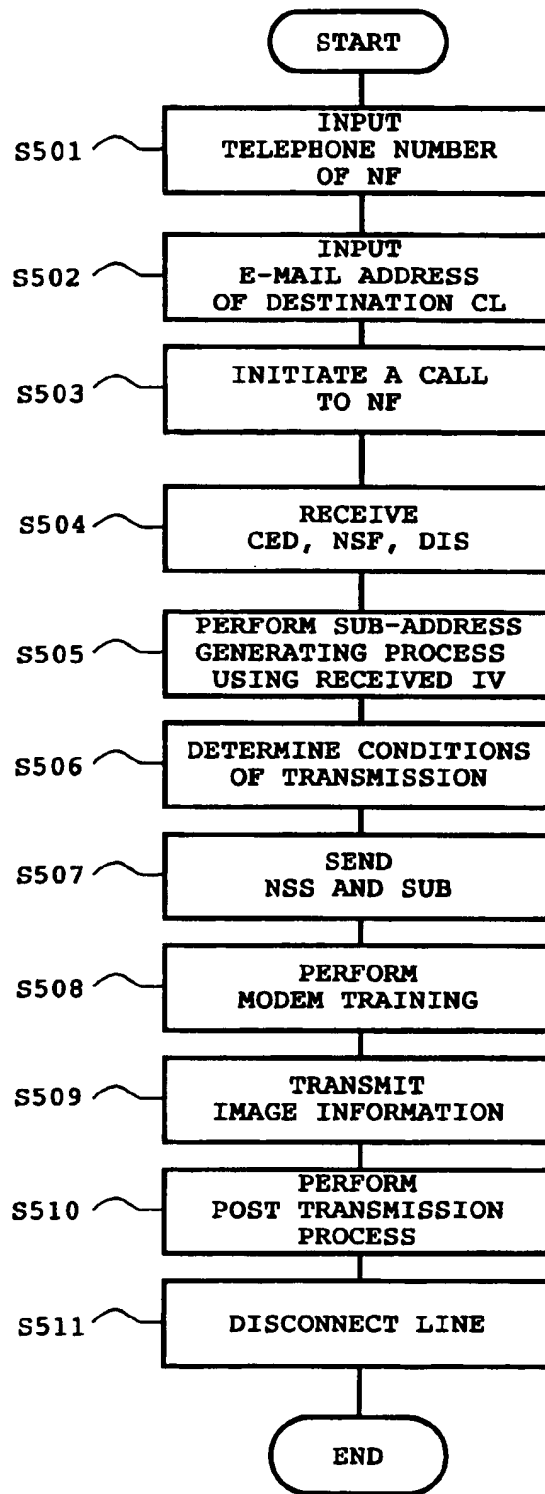 START
S501
INPUT
TELEPHONE NUMBER
OF NF
S502
INPUT
E-MAIL ADDRESS
OF DESTINATION CL
S503
INITIATE A CALL
TO NF
S504
RECEIVE
CED, NSF, DIS
S505
PERFORM SUB-ADDRESS
GENERATING PROCESS
USING RECEIVED IV
S506
DETERMINE CONDITIONS
OF TRANSMISSION
S507
SEND
NSS AND SUB
S508
PERFORM
MODEM TRAINING
S509
TRANSMIT
IMAGE INFORMATION
S510
PERFORM
POST TRANSMISSION
PROCESS
S511
DISCONNECT LINE
END